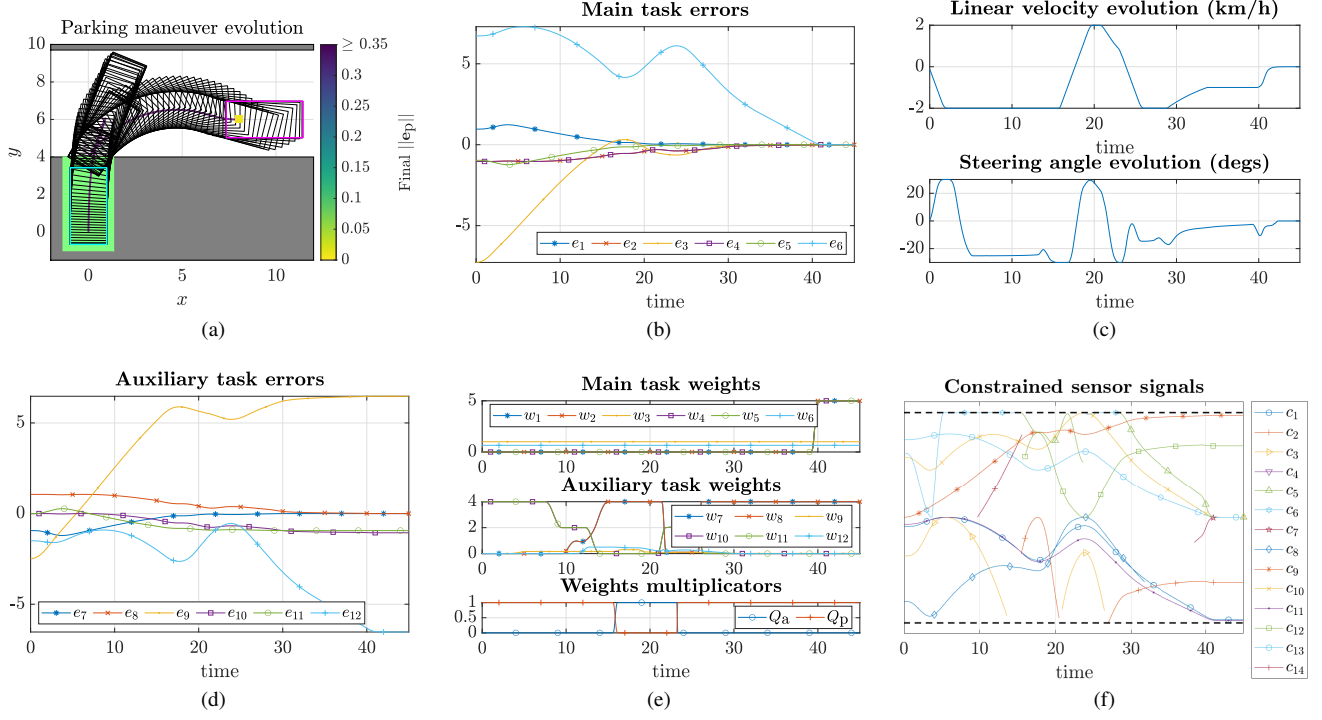 Parking maneuver evolution
10
8
6
4
2
0
y
0 5 10
x
≥ 0.35
0.3
0.25
0.2
0.15
0.1
0.05
0
Final ||e_p||
(a)
Main task errors
5
0
-5
0 10 20 30 40
e_1 e_2 e_3 e_4 e_5 e_6
time
(b)
Linear velocity evolution (km/h)
2
0
-2
0 10 20 30 40
time
Steering angle evolution (degs)
20
0
-20
0 10 20 30 40
time
(c)
Auxiliary task errors
5
0
-5
e_7 e_8 e_9 e_10 e_11 e_12
0 10 20 30 40
time
(d)
Main task weights
5
0
w_1 w_2 w_3 w_4 w_5 w_6
0 10 20 30 40
Auxiliary task weights
4
2
0
w_7 w_8 w_9
w_10 w_11 w_12
0 10 20 30 40
Weights multiplicators
1
0.5
0
Q_a Q_p
0 10 20 30 40
time
(e)
Constrained sensor signals
0 10 20 30 40
time
c_1
c_2
c_3
c_4
c_5
c_6
c_7
c_8
c_9
c_10
c_11
c_12
c_13
c_14
(f)